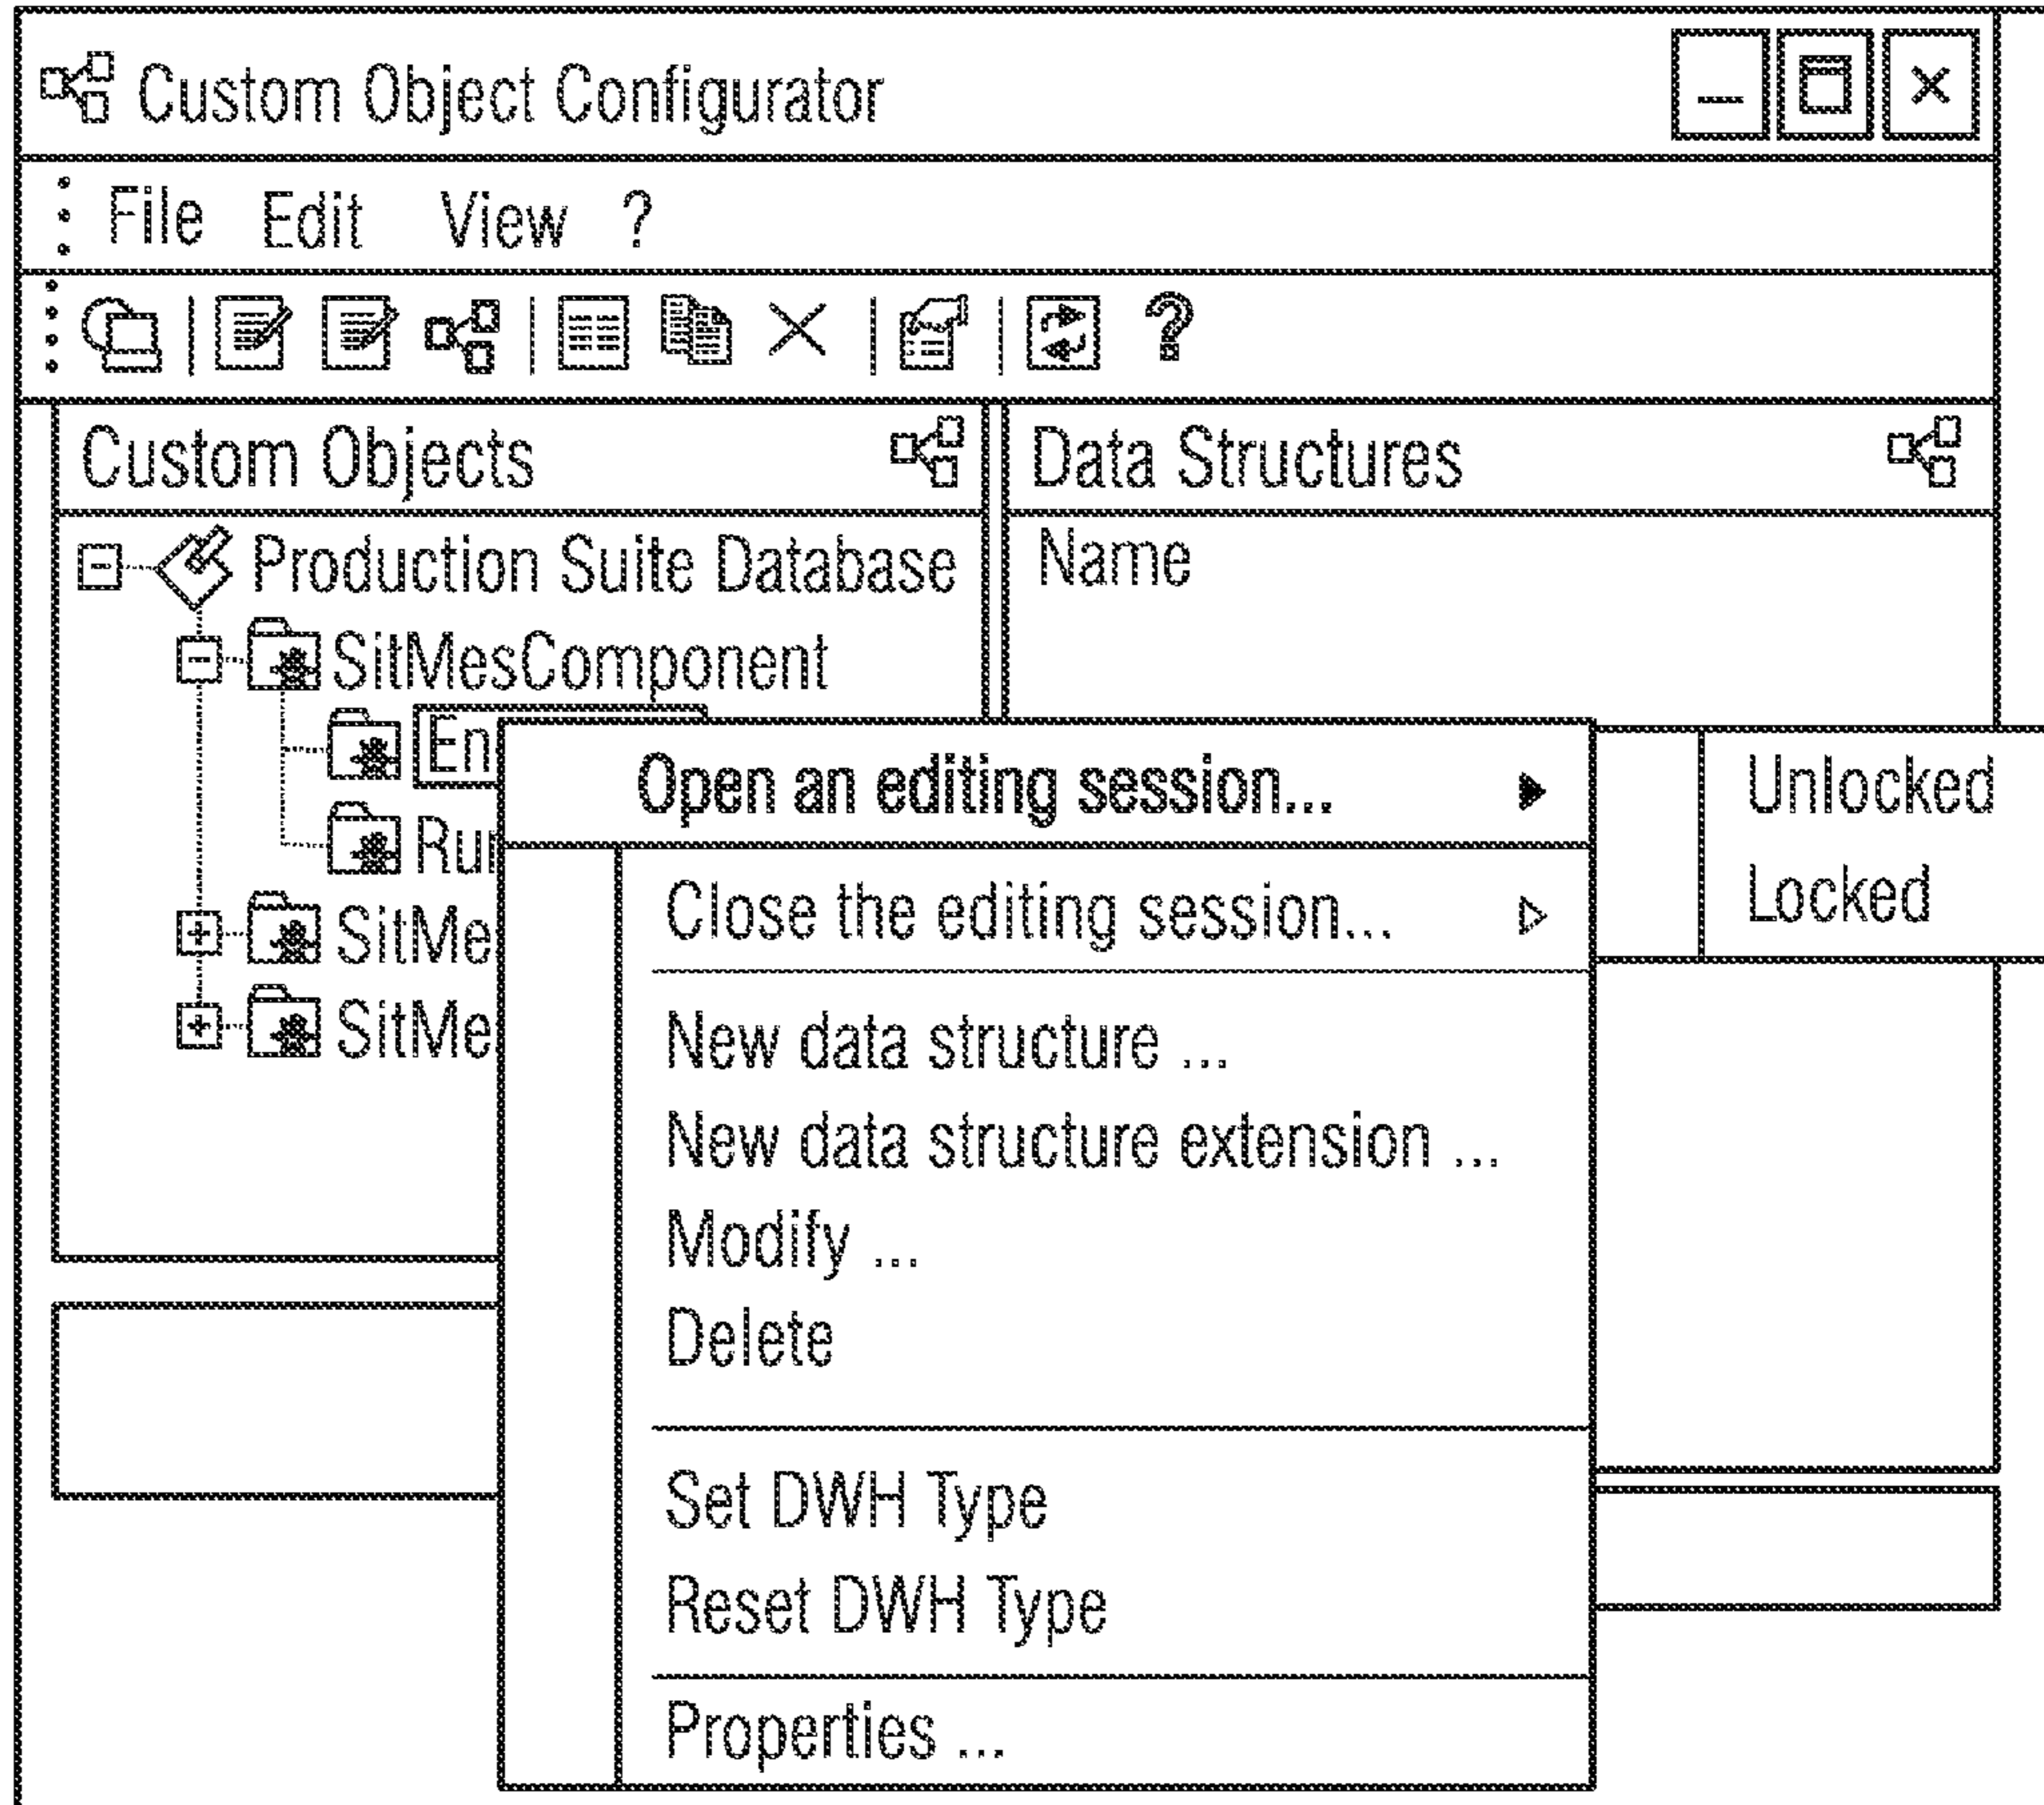 Custom Object Configurator
File Edit View ?
?
Custom Objects
Data Structures
Production Suite Database
Name
SitMesComponent
Open an editing session...
Unlocked
Close the editing session...
Locked
New data structure ...
New data structure extension ...
Modify ...
Delete
Set DWH Type
Reset DWH Type
Properties ...